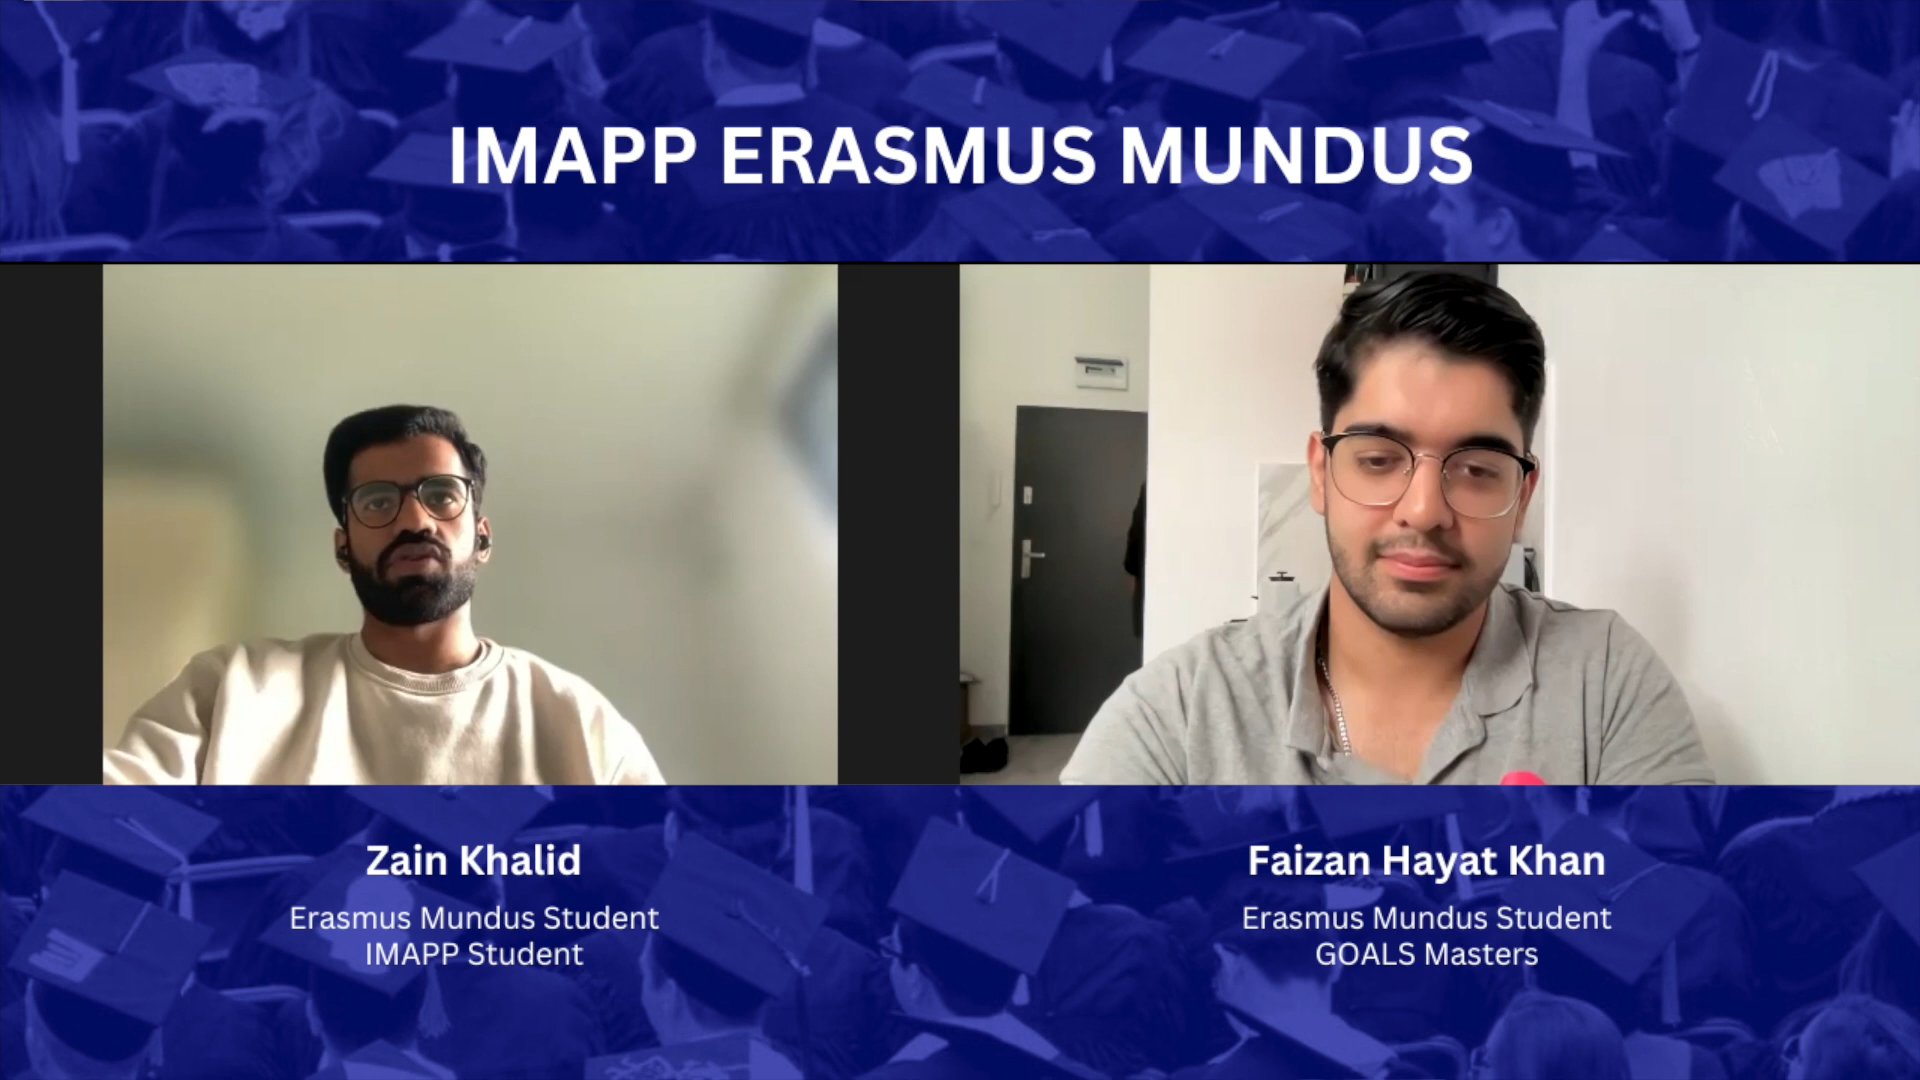 IMAPP ERASMUS MUNDUS
Zain Khalid
Erasmus Mundus Student
IMAPP Student
Faizan Hayat Khan
Erasmus Mundus Student
GOALS Masters